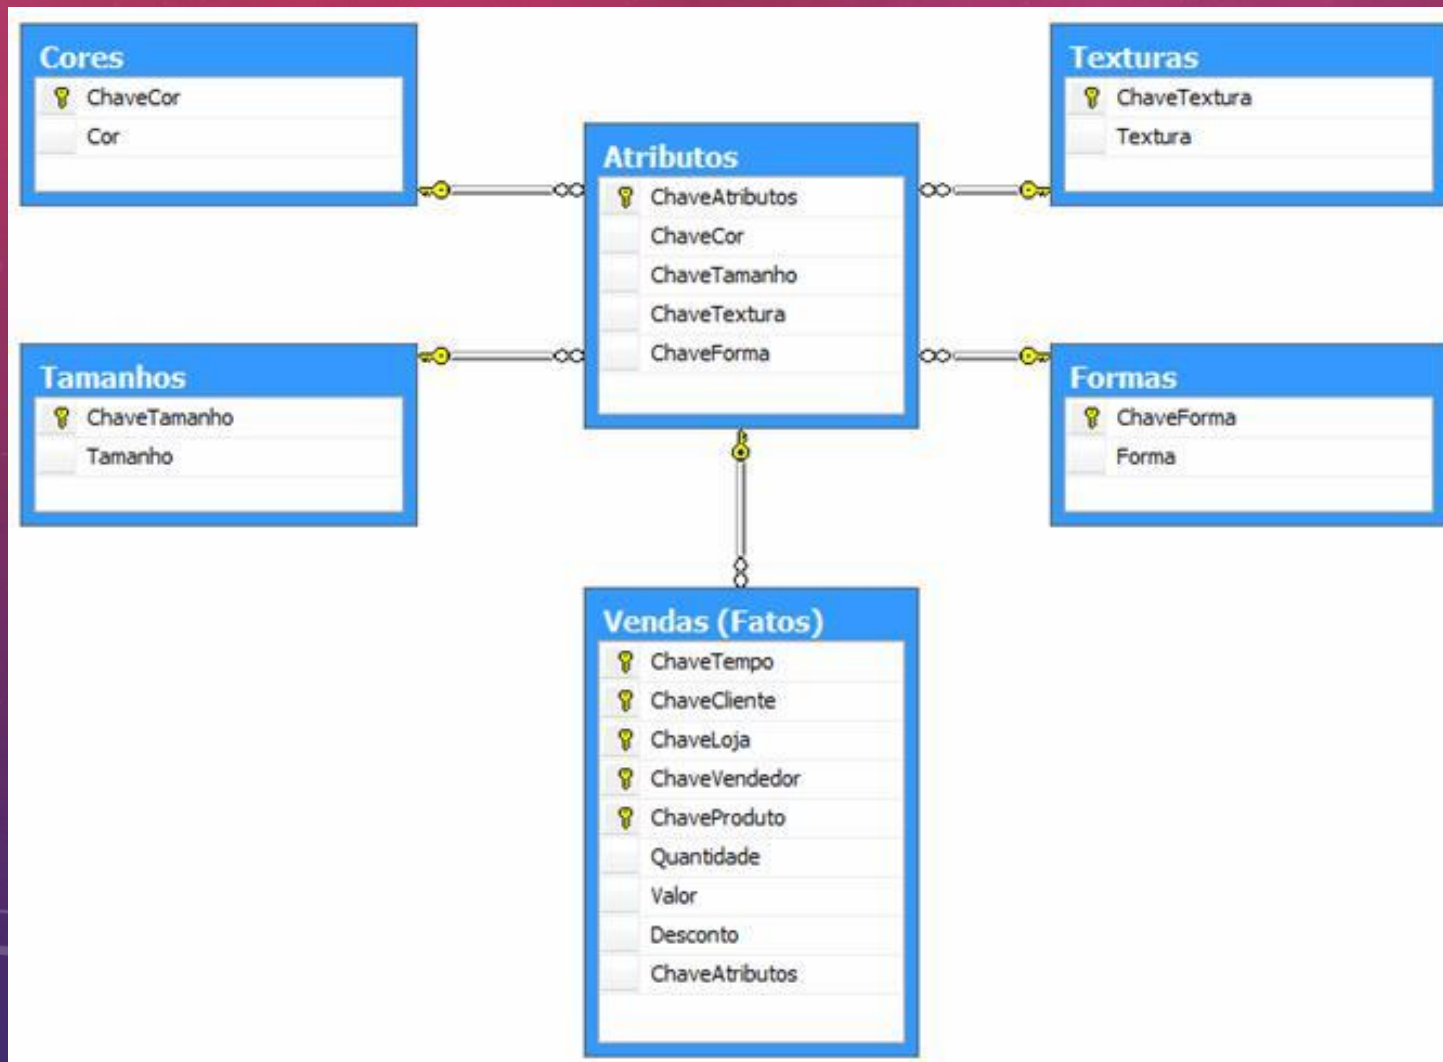 Cores
ChaveCor
Cor
Texturas
ChaveTextura
Textura
Atributos
ChaveAtributos
ChaveCor
ChaveTamanho
ChaveTextura
ChaveForma
Tamanhos
ChaveTamanho
Tamanho
Formas
ChaveForma
Forma
Vendas (Fatos)
ChaveTempo
ChaveCliente
ChaveLoja
ChaveVendedor
ChaveProduto
Quantidade
Valor
Desconto
ChaveAtributos